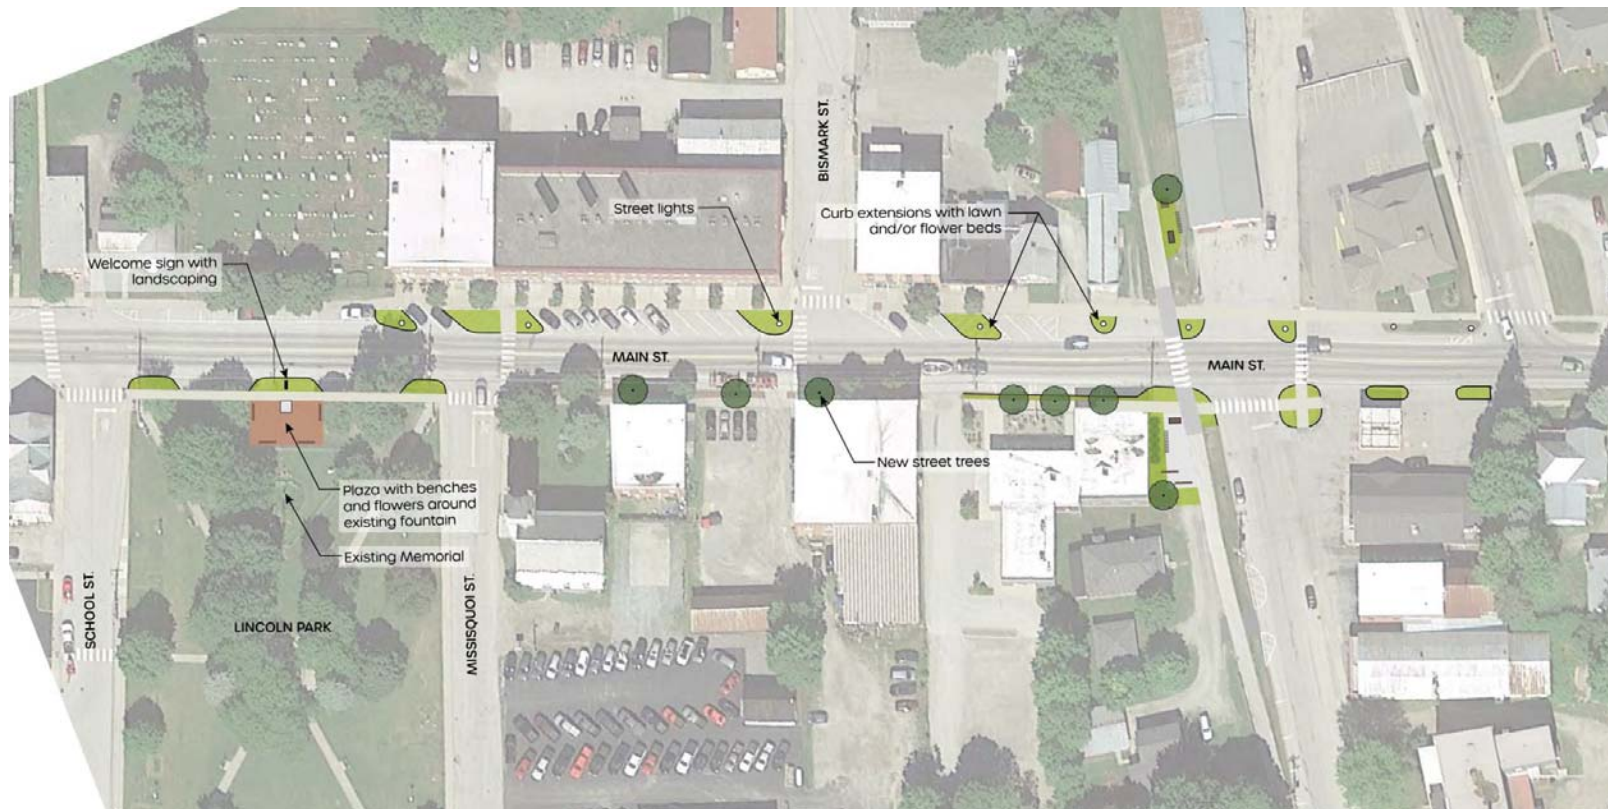 BISMARK ST.
Street lights
Curb extensions with lawn
and/or flower beds
Welcome sign with
landscaping
MAIN ST.
MAIN ST.
New street trees
Plaza with benches
and flowers around
existing fountain
Existing Memorial
SCHOOL ST.
LINCOLN PARK
MISSISQUOI ST.